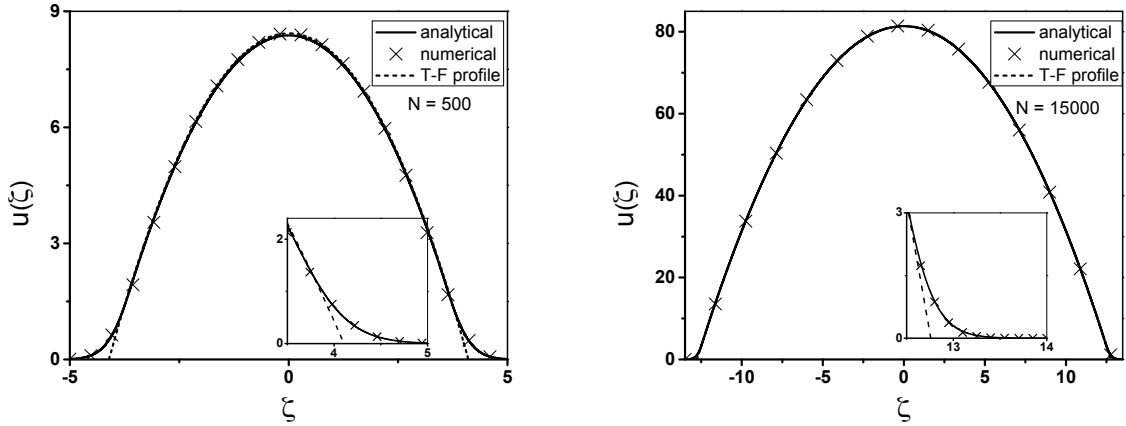 9
6
3
0
-5
0
5
u(ζ)
ζ
analytical
numerical
T-F profile
N = 500
2
0
4
5
80
60
40
20
0
-10
-5
0
5
10
u(ζ)
ζ
analytical
numerical
T-F profile
N = 15000
3
0
13
14